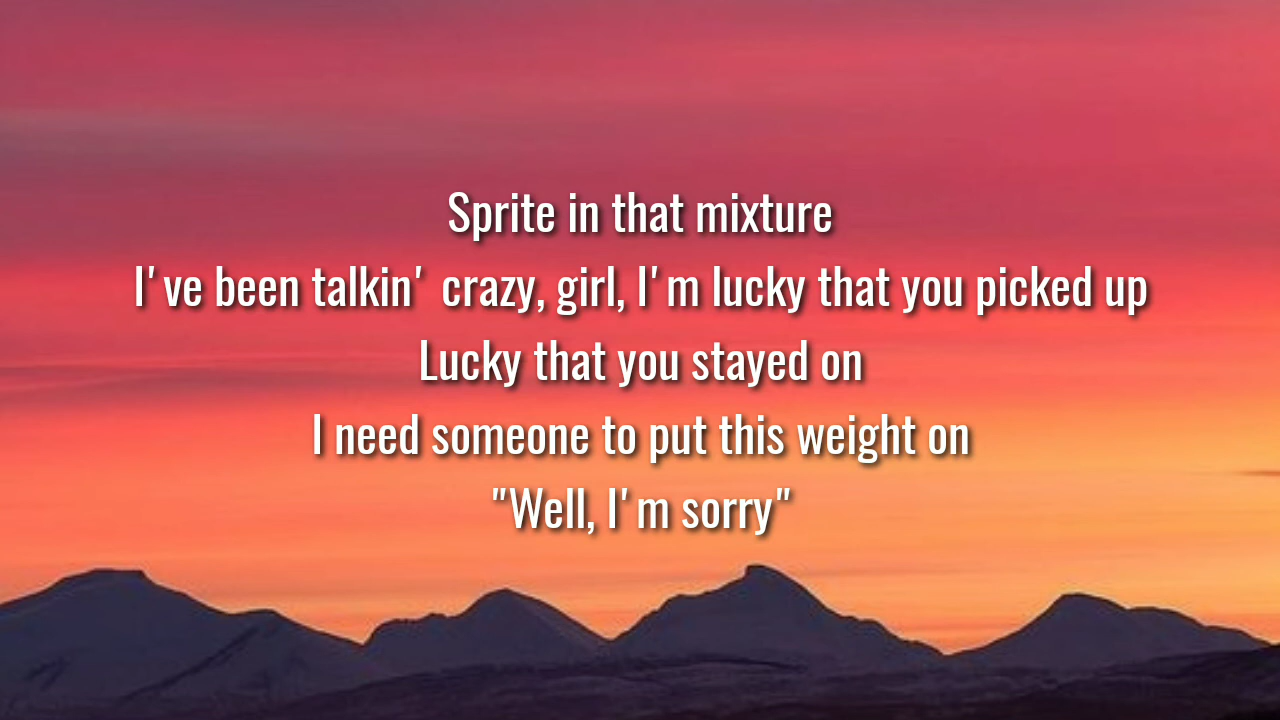 Sprite in that mixture
I've been talkin' crazy, girl, I'm lucky that you picked up
Lucky that you stayed on
I need someone to put this weight on
"Well, I'm sorry"